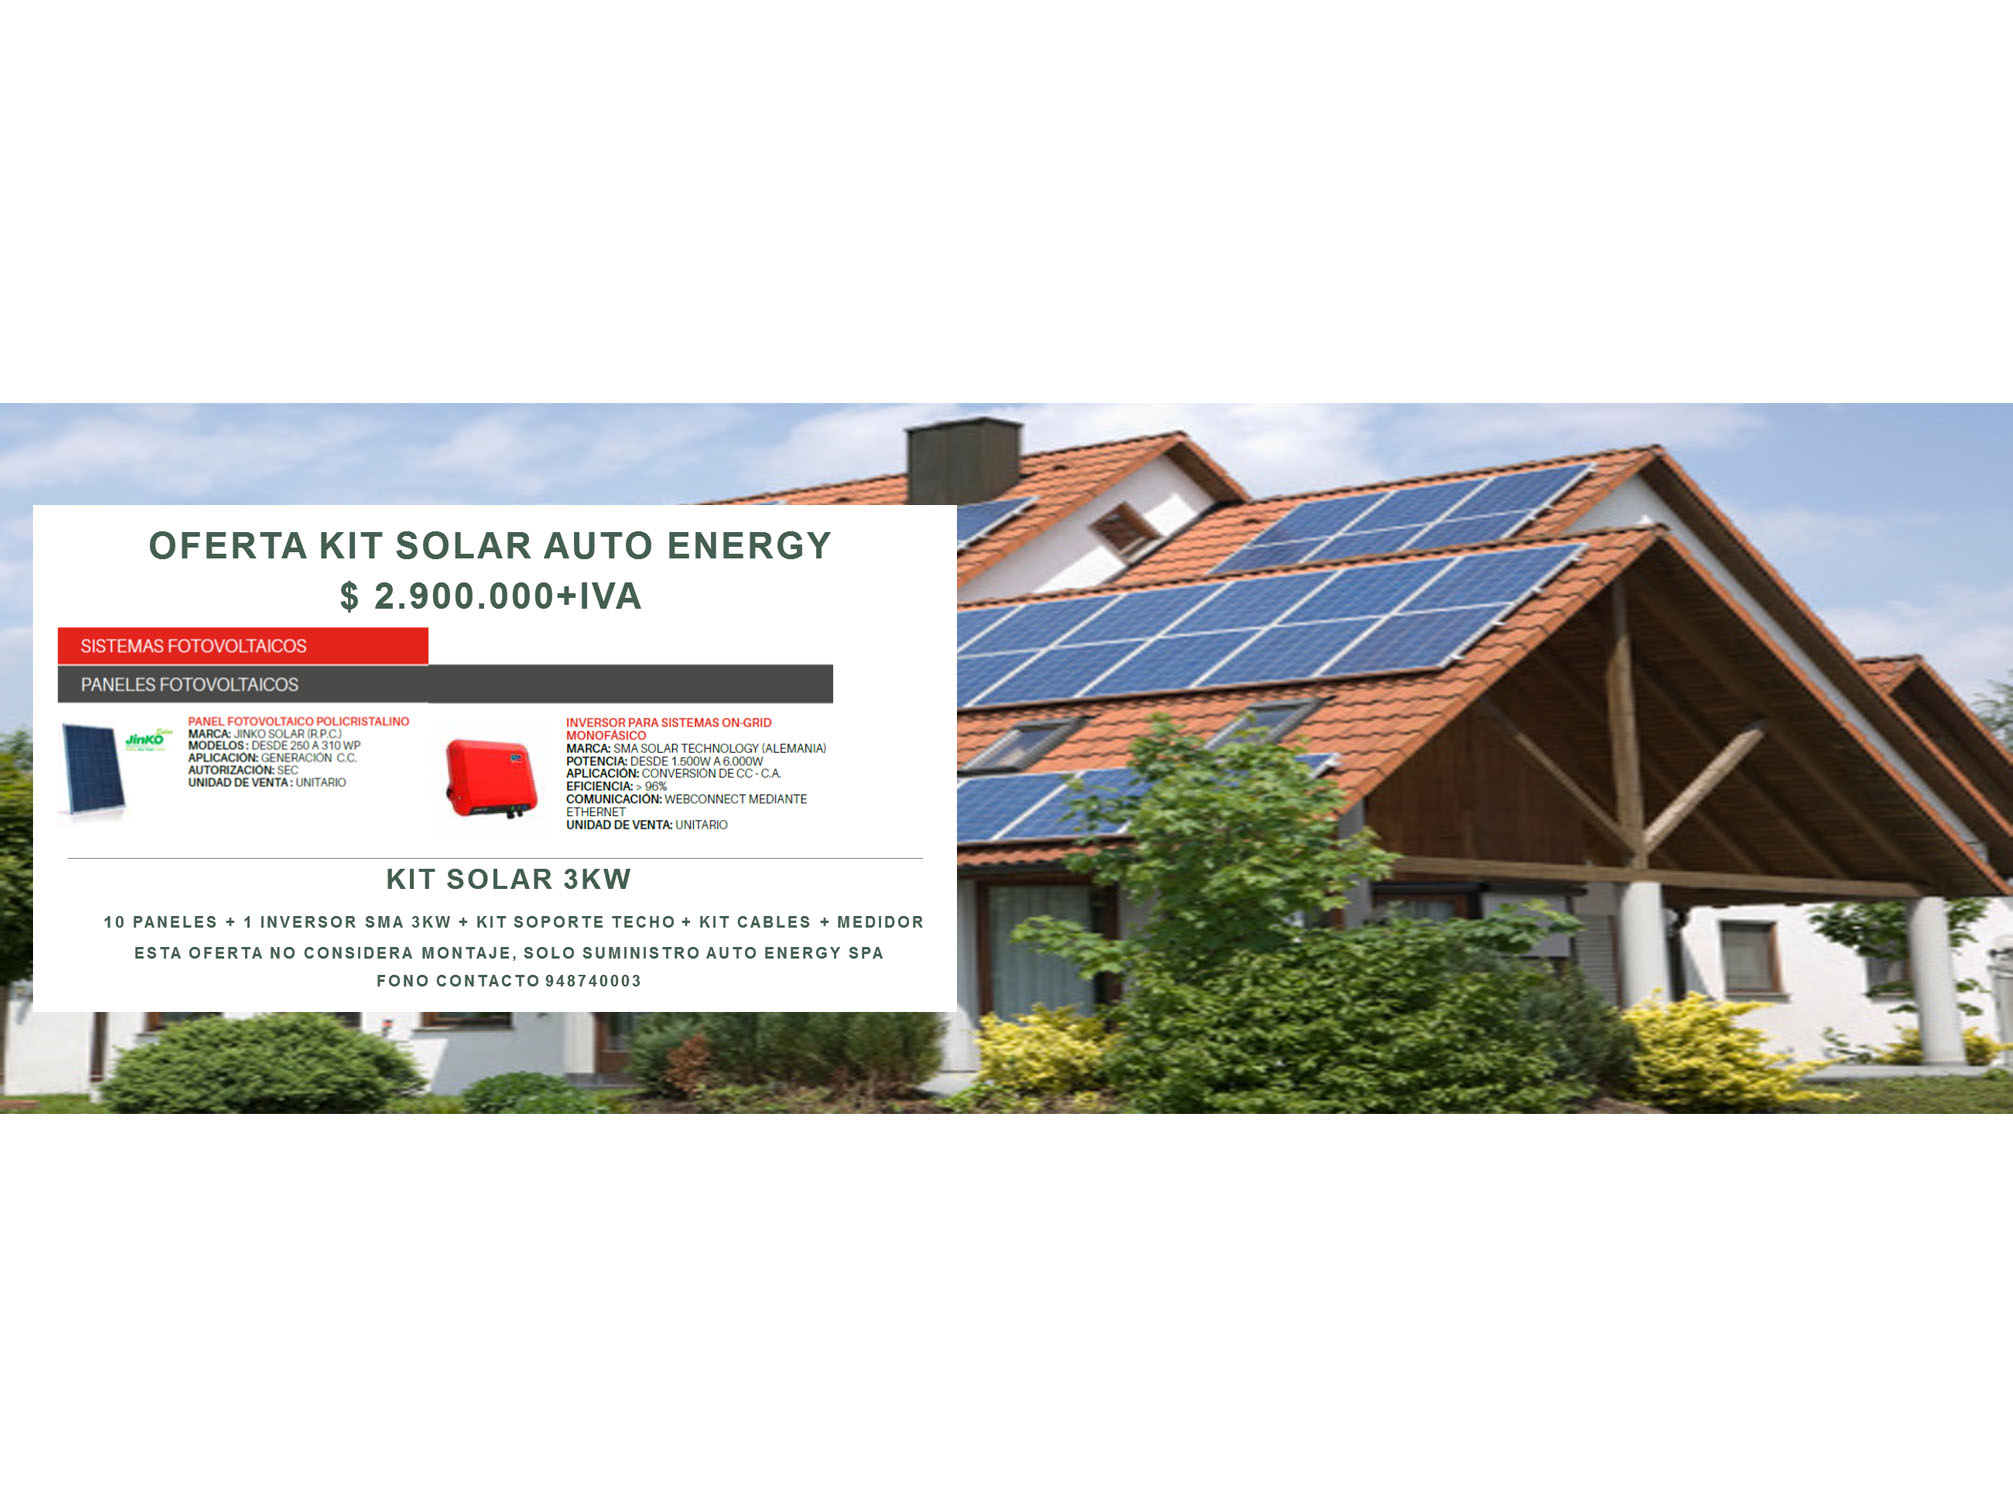 OFERTA KIT SOLAR AUTO ENERGY
$ 2.900.000+IVA
SISTEMAS FOTOVOLTAICOS
PANELES FOTOVOLTAICOS
JinKO
Solar
PANEL FOTOVOLTAICO POLICRISTALINO
MARCA: JINKO SOLAR (R.P.C.)
MODELOS : DESDE 250 A 310 WP
APLICACIÓN: GENERACIÓN C.C.
AUTORIZACIÓN: SEC
UNIDAD DE VENTA : UNITARIO
INVERSOR PARA SISTEMAS ON-GRID
MONOFÁSICO
MARCA: SMA SOLAR TECHNOLOGY (ALEMANIA)
POTENCIA: DESDE 1.500W A 6.000W
APLICACIÓN: CONVERSIÓN DE CC - C.A.
EFICIENCIA: > 96%
COMUNICACIÓN: WEBCONNECT MEDIANTE
ETHERNET
UNIDAD DE VENTA: UNITARIO
KIT SOLAR 3KW
10 PANELES + 1 INVERSOR SMA 3KW + KIT SOPORTE TECHO + KIT CABLES + MEDIDOR
ESTA OFERTA NO CONSIDERA MONTAJE, SOLO SUMINISTRO AUTO ENERGY SPA
FONO CONTACTO 948740003